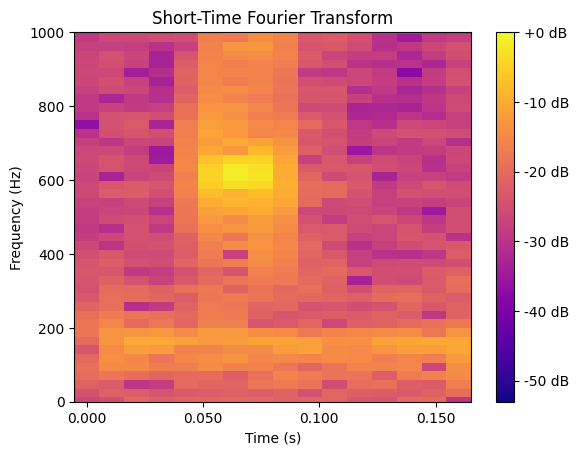 Short-Time Fourier Transform
1000
800
600
400
200
0
Frequency (Hz)
0.000
0.050
0.100
0.150
Time (s)
+0 dB
-10 dB
-20 dB
-30 dB
-40 dB
-50 dB